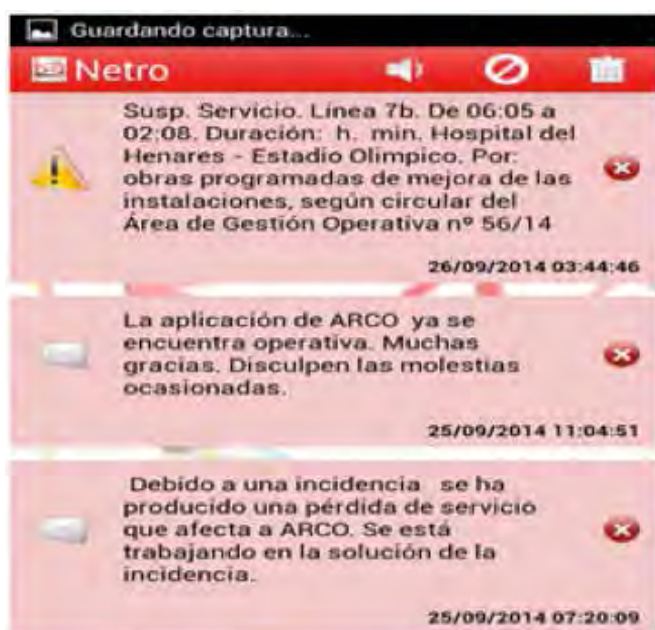 Guardando captura...
Netro
Susp. Servicio. Linea 7b. De 06:05 a
02:08. Duración: h. min. Hospital del
Henares - Estadio Olimpico. Por:
obras programadas de mejora de las
instalaciones, según circular del
Área de Gestión Operativa nº 56/14
26/09/2014 03:44:46
La aplicación de ARCO ya se
encuentra operativa. Muchas
gracias. Disculpen las molestias
ocasionadas.
25/09/2014 11:04:51
Debido a una incidencia se ha
producido una pérdida de servicio
que afecta a ARCO. Se está
trabajando en la solución de la
incidencia.
25/09/2014 07:20:09